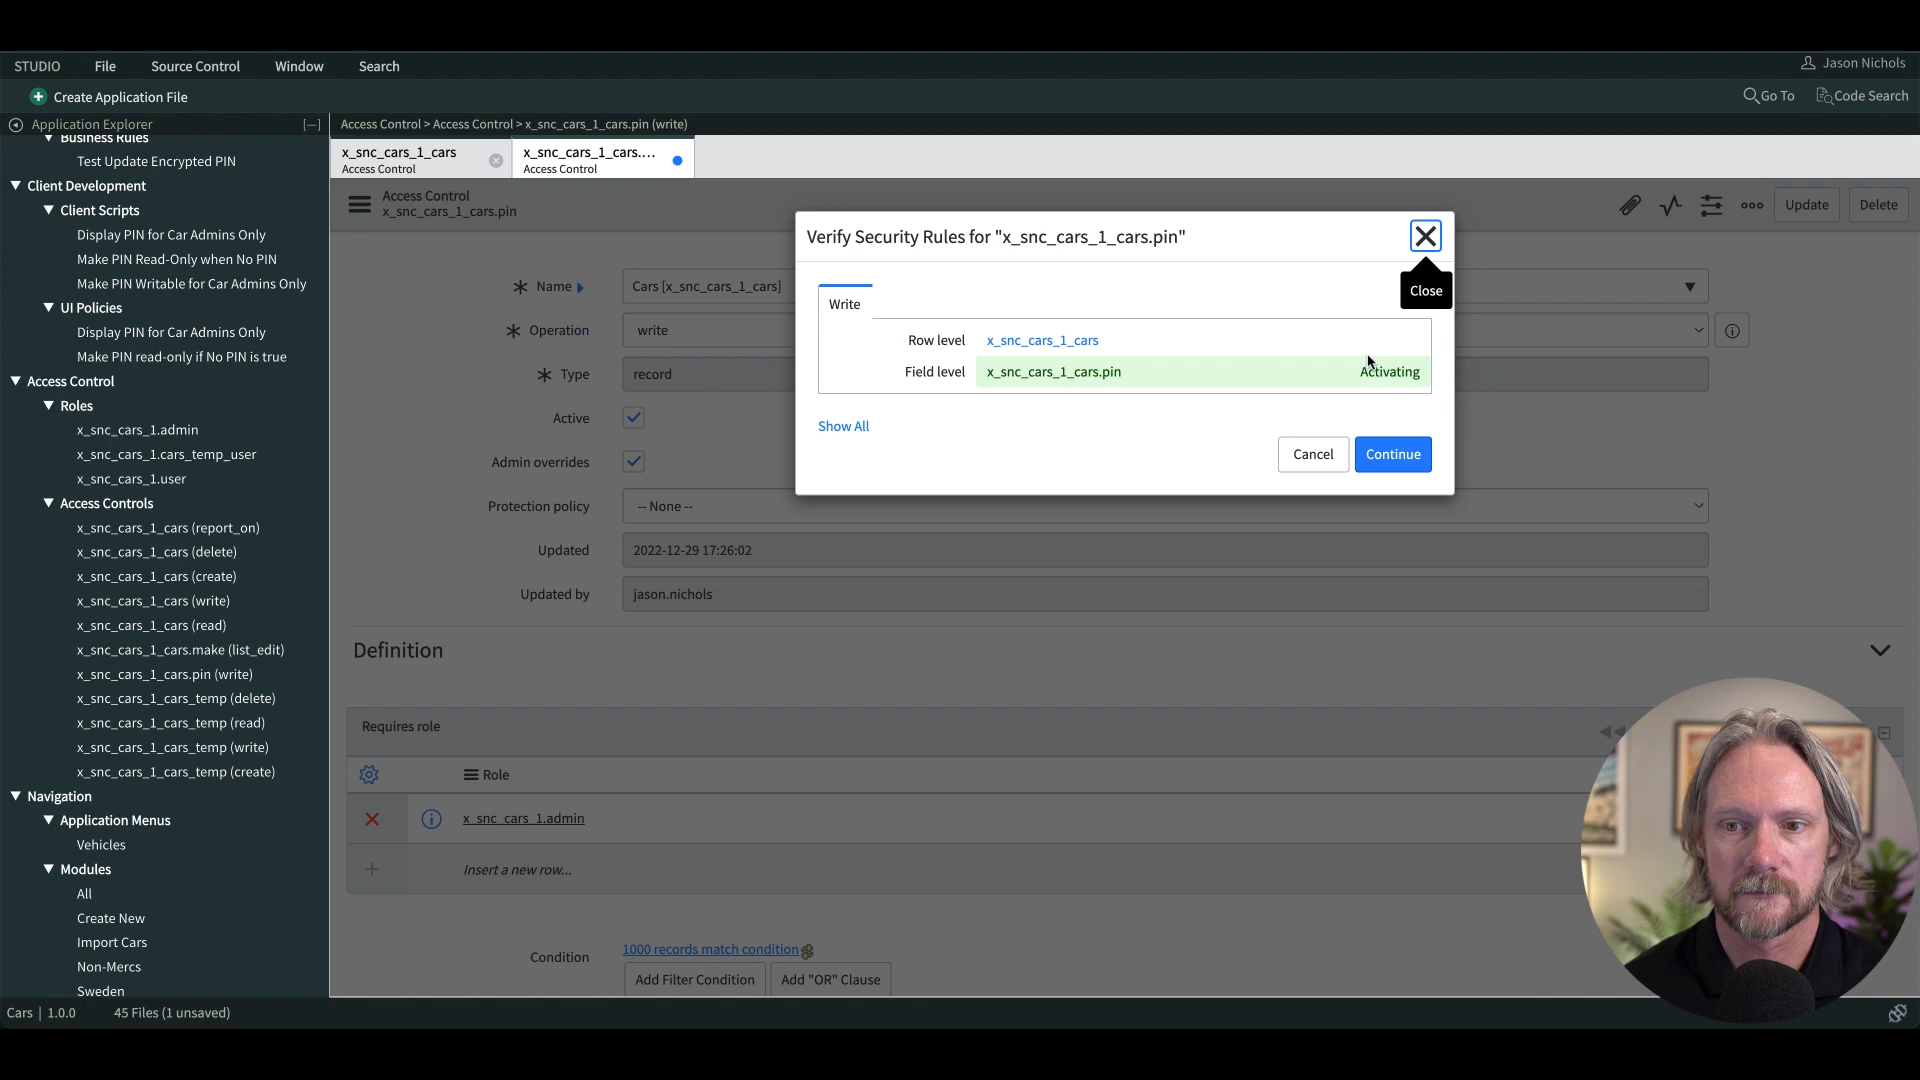 STUDIO File Source Control Window Search Jason Nichols
Create Application File Go To Code Search
Application Explorer [—] Access Control > Access Control > x_snc_cars_1_cars.pin (write)
Business Rules
Test Update Encrypted PIN
Client Development
Client Scripts
Display PIN for Car Admins Only
Make PIN Read-Only when No PIN
Make PIN Writable for Car Admins Only
UI Policies
Display PIN for Car Admins Only
Make PIN read-only if No PIN is true
Access Control
Roles
x_snc_cars_1.admin
x_snc_cars_1.cars_temp_user
x_snc_cars_1.user
Access Controls
x_snc_cars_1_cars (report_on)
x_snc_cars_1_cars (delete)
x_snc_cars_1_cars (create)
x_snc_cars_1_cars (write)
x_snc_cars_1_cars (read)
x_snc_cars_1_cars.make (list_edit)
x_snc_cars_1_cars.pin (write)
x_snc_cars_1_cars_temp (delete)
x_snc_cars_1_cars_temp (read)
x_snc_cars_1_cars_temp (write)
x_snc_cars_1_cars_temp (create)
Navigation
Application Menus
Vehicles
Modules
All
Create New
Import Cars
Non-Mercs
Sweden
x_snc_cars_1_cars x_snc_cars_1_cars....
Access Control Access Control
Access Control
x_snc_cars_1_cars.pin
Update Delete
Name Cars [x_snc_cars_1_cars]
Operation write
Type record
Active
Admin overrides
Protection policy -- None --
Updated 2022-12-29 17:26:02
Updated by jason.nichols
Definition
Requires role
Role
x_snc_cars_1.admin
Insert a new row...
Condition 1000 records match condition
Add Filter Condition Add "OR" Clause
Verify Security Rules for "x_snc_cars_1_cars.pin"
Close
Write
Row level x_snc_cars_1_cars
Field level x_snc_cars_1_cars.pin Activating
Show All
Cancel Continue
Cars | 1.0.0 45 Files (1 unsaved)